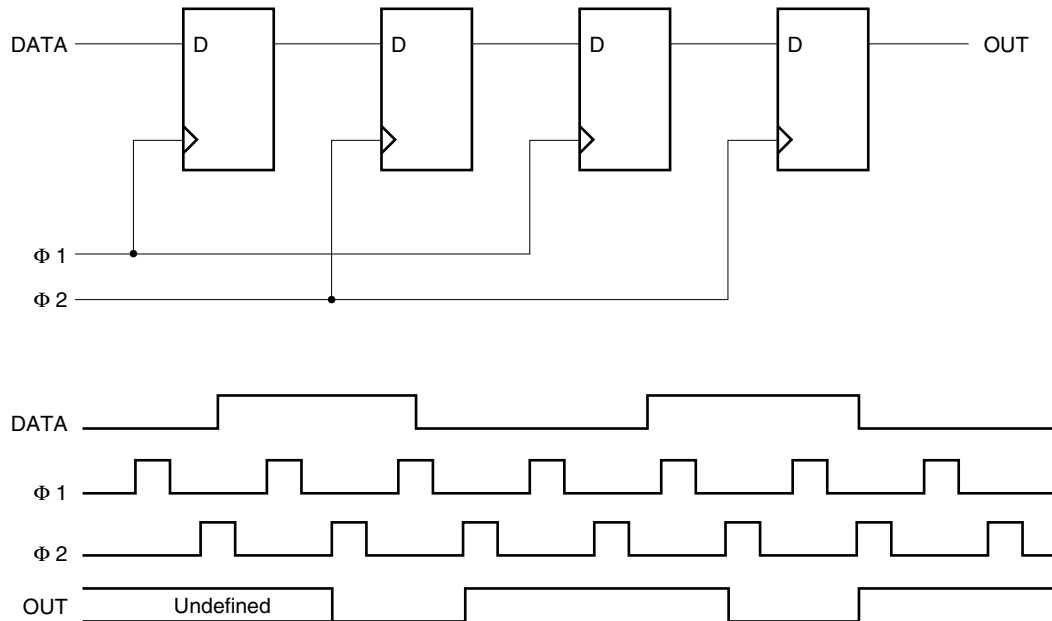 DATA D D D D OUT
Φ 1
Φ 2
DATA
Φ 1
Φ 2
OUT Undefined